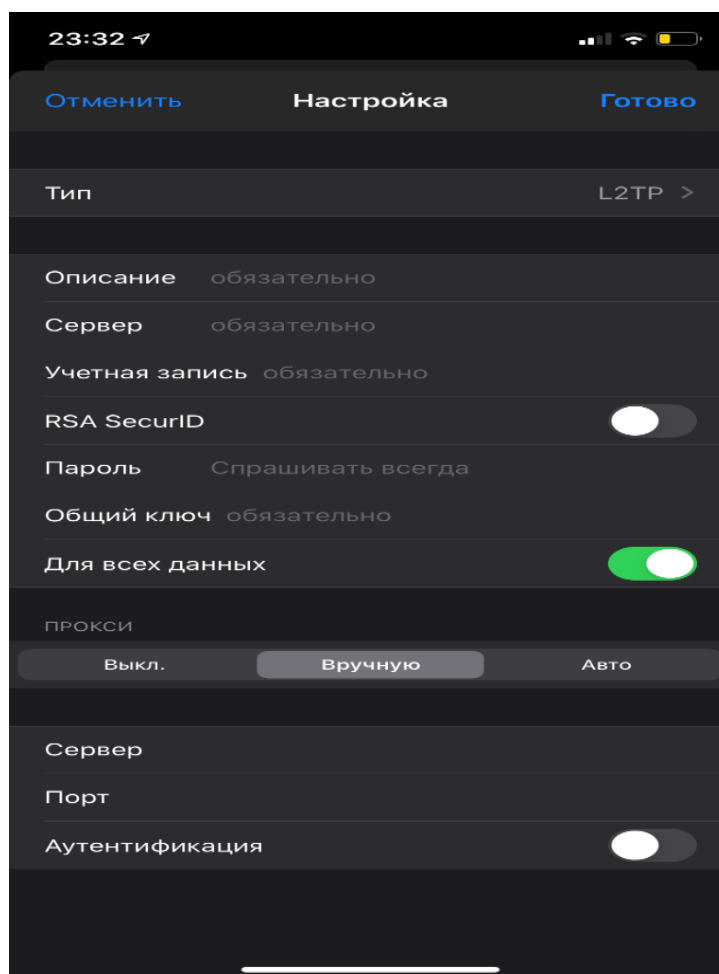 23:32
Отменить Настройка Готово
Тип L2TP >
Описание обязательно
Сервер обязательно
Учетная запись обязательно
RSA SecurID
Пароль Спрашивать всегда
Общий ключ обязательно
Для всех данных
ПРОКСИ
Выкл. Вручную Авто
Сервер
Порт
Аутентификация